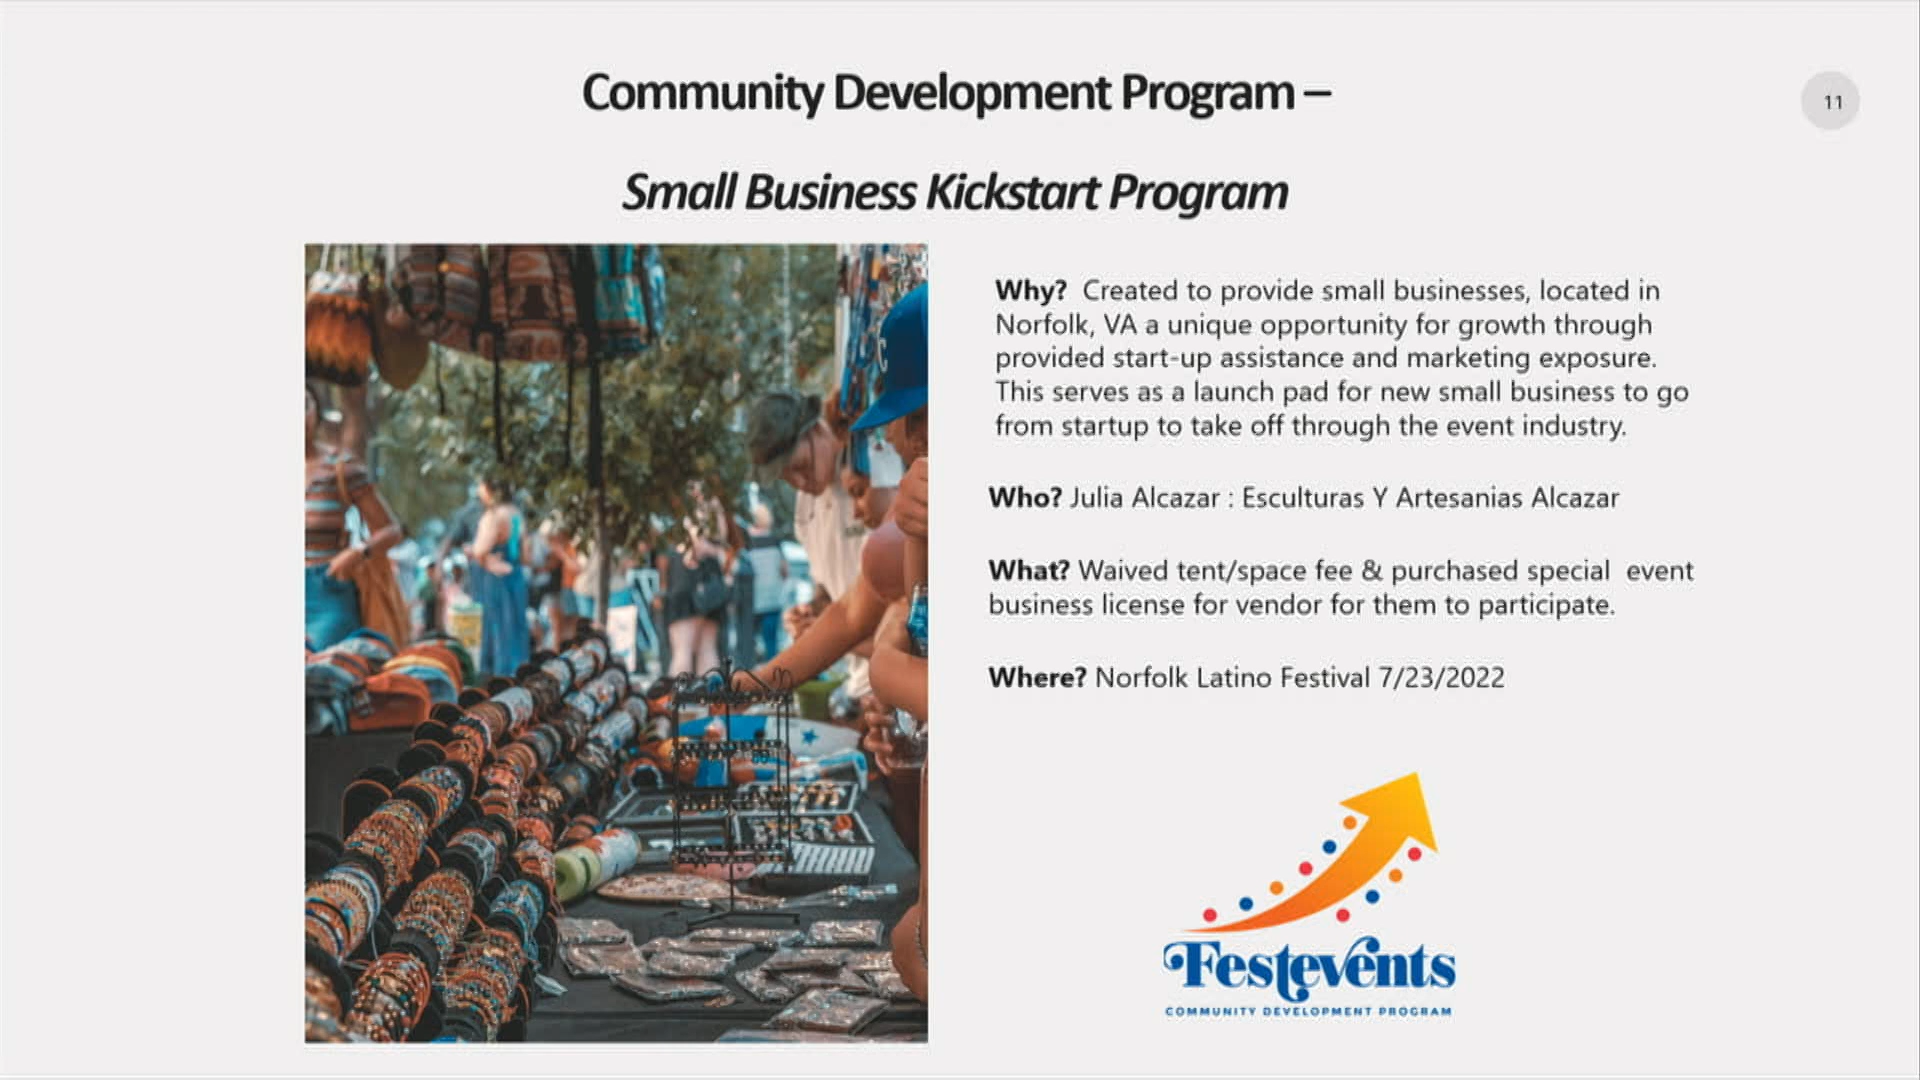 Community Development Program –
11
Small Business Kickstart Program
Why? Created to provide small businesses, located in
Norfolk, VA a unique opportunity for growth through
provided start-up assistance and marketing exposure.
This serves as a launch pad for new small business to go
from startup to take off through the event industry.
Who? Julia Alcazar : Esculturas Y Artesanias Alcazar
What? Waived tent/space fee & purchased special event
business license for vendor for them to participate.
Where? Norfolk Latino Festival 7/23/2022
Festevents
COMMUNITY DEVELOPMENT PROGRAM